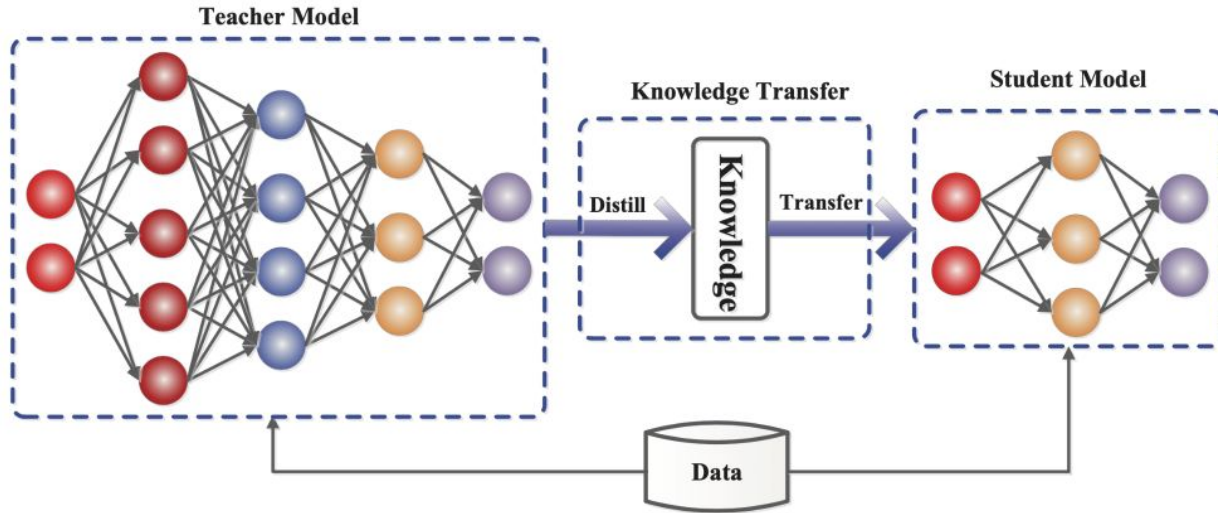 Teacher Model
Knowledge Transfer
Student Model
Distill
Knowledge
Transfer
Data